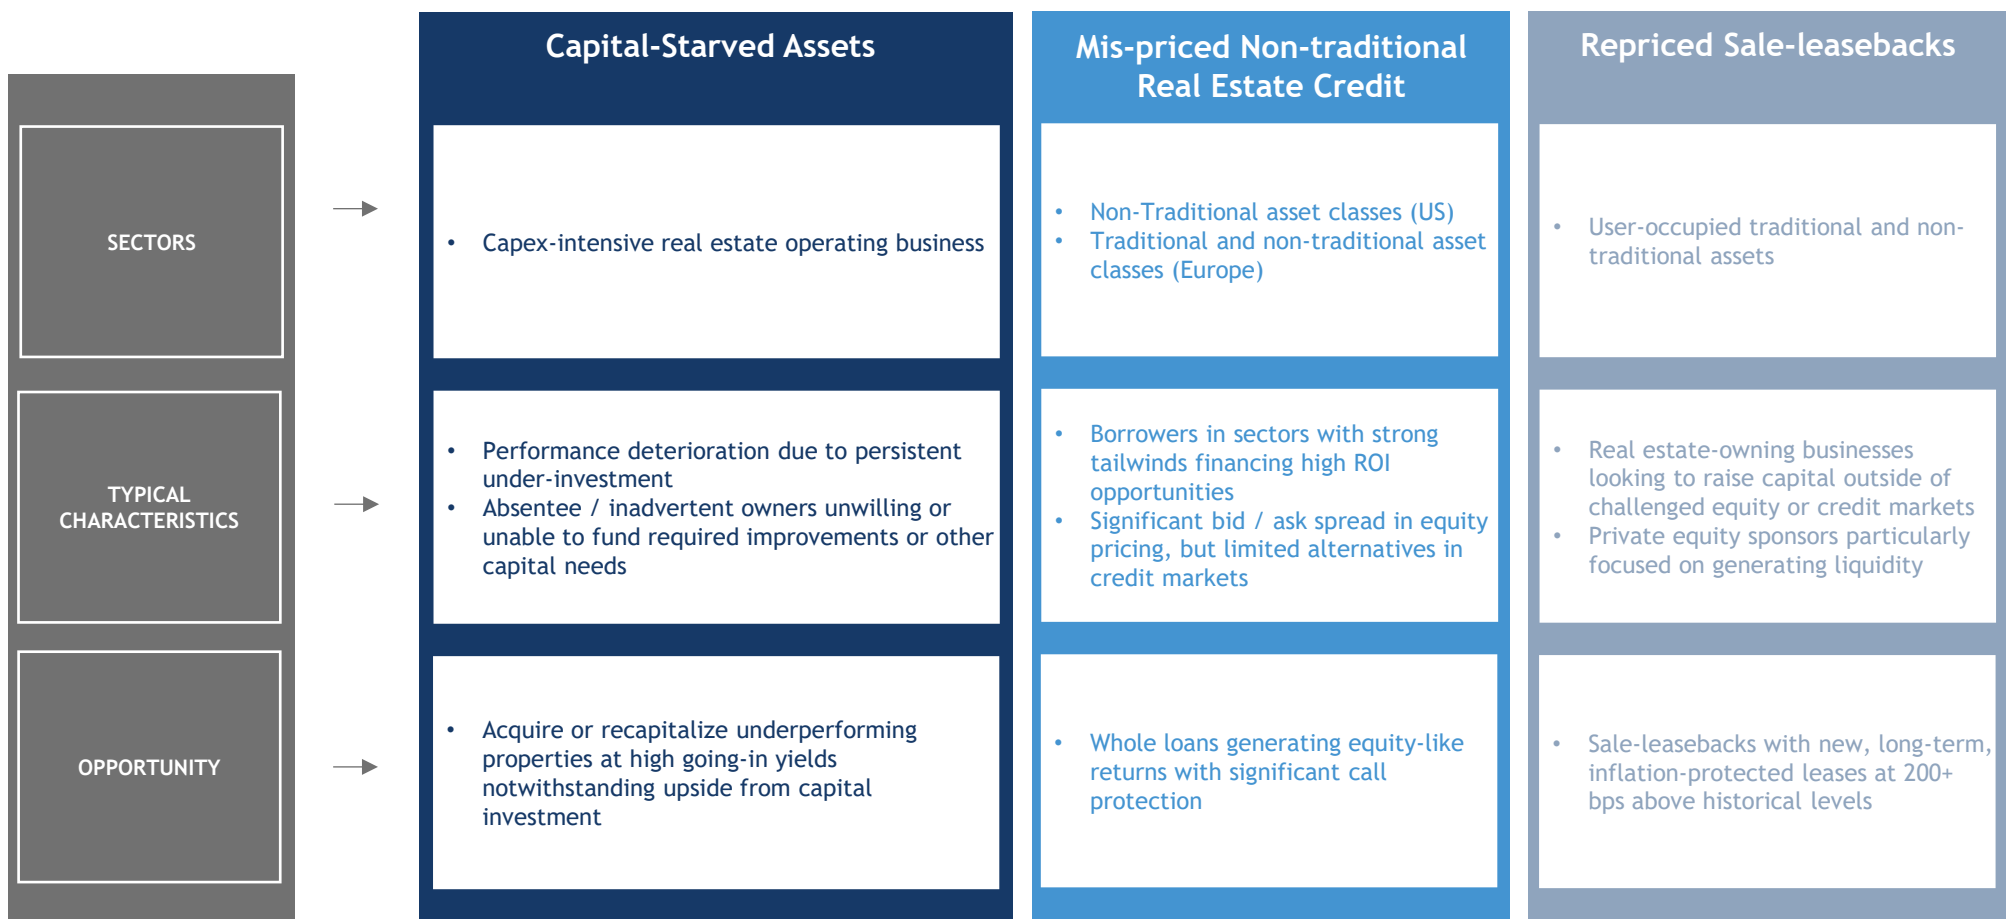 Capital-Starved Assets
Mis-priced Non-traditional
Real Estate Credit
Repriced Sale-leasebacks
SECTORS
• Capex-intensive real estate operating business
• Non-Traditional asset classes (US)
• Traditional and non-traditional asset
classes (Europe)
• User-occupied traditional and non-
traditional assets
TYPICAL
CHARACTERISTICS
• Performance deterioration due to persistent
under-investment
• Absentee / inadvertent owners unwilling or
unable to fund required improvements or other
capital needs
• Borrowers in sectors with strong
tailwinds financing high ROI
opportunities
• Significant bid / ask spread in equity
pricing, but limited alternatives in
credit markets
• Real estate-owning businesses
looking to raise capital outside of
challenged equity or credit markets
• Private equity sponsors particularly
focused on generating liquidity
OPPORTUNITY
• Acquire or recapitalize underperforming
properties at high going-in yields
notwithstanding upside from capital
investment
• Whole loans generating equity-like
returns with significant call
protection
• Sale-leasebacks with new, long-term,
inflation-protected leases at 200+
bps above historical levels